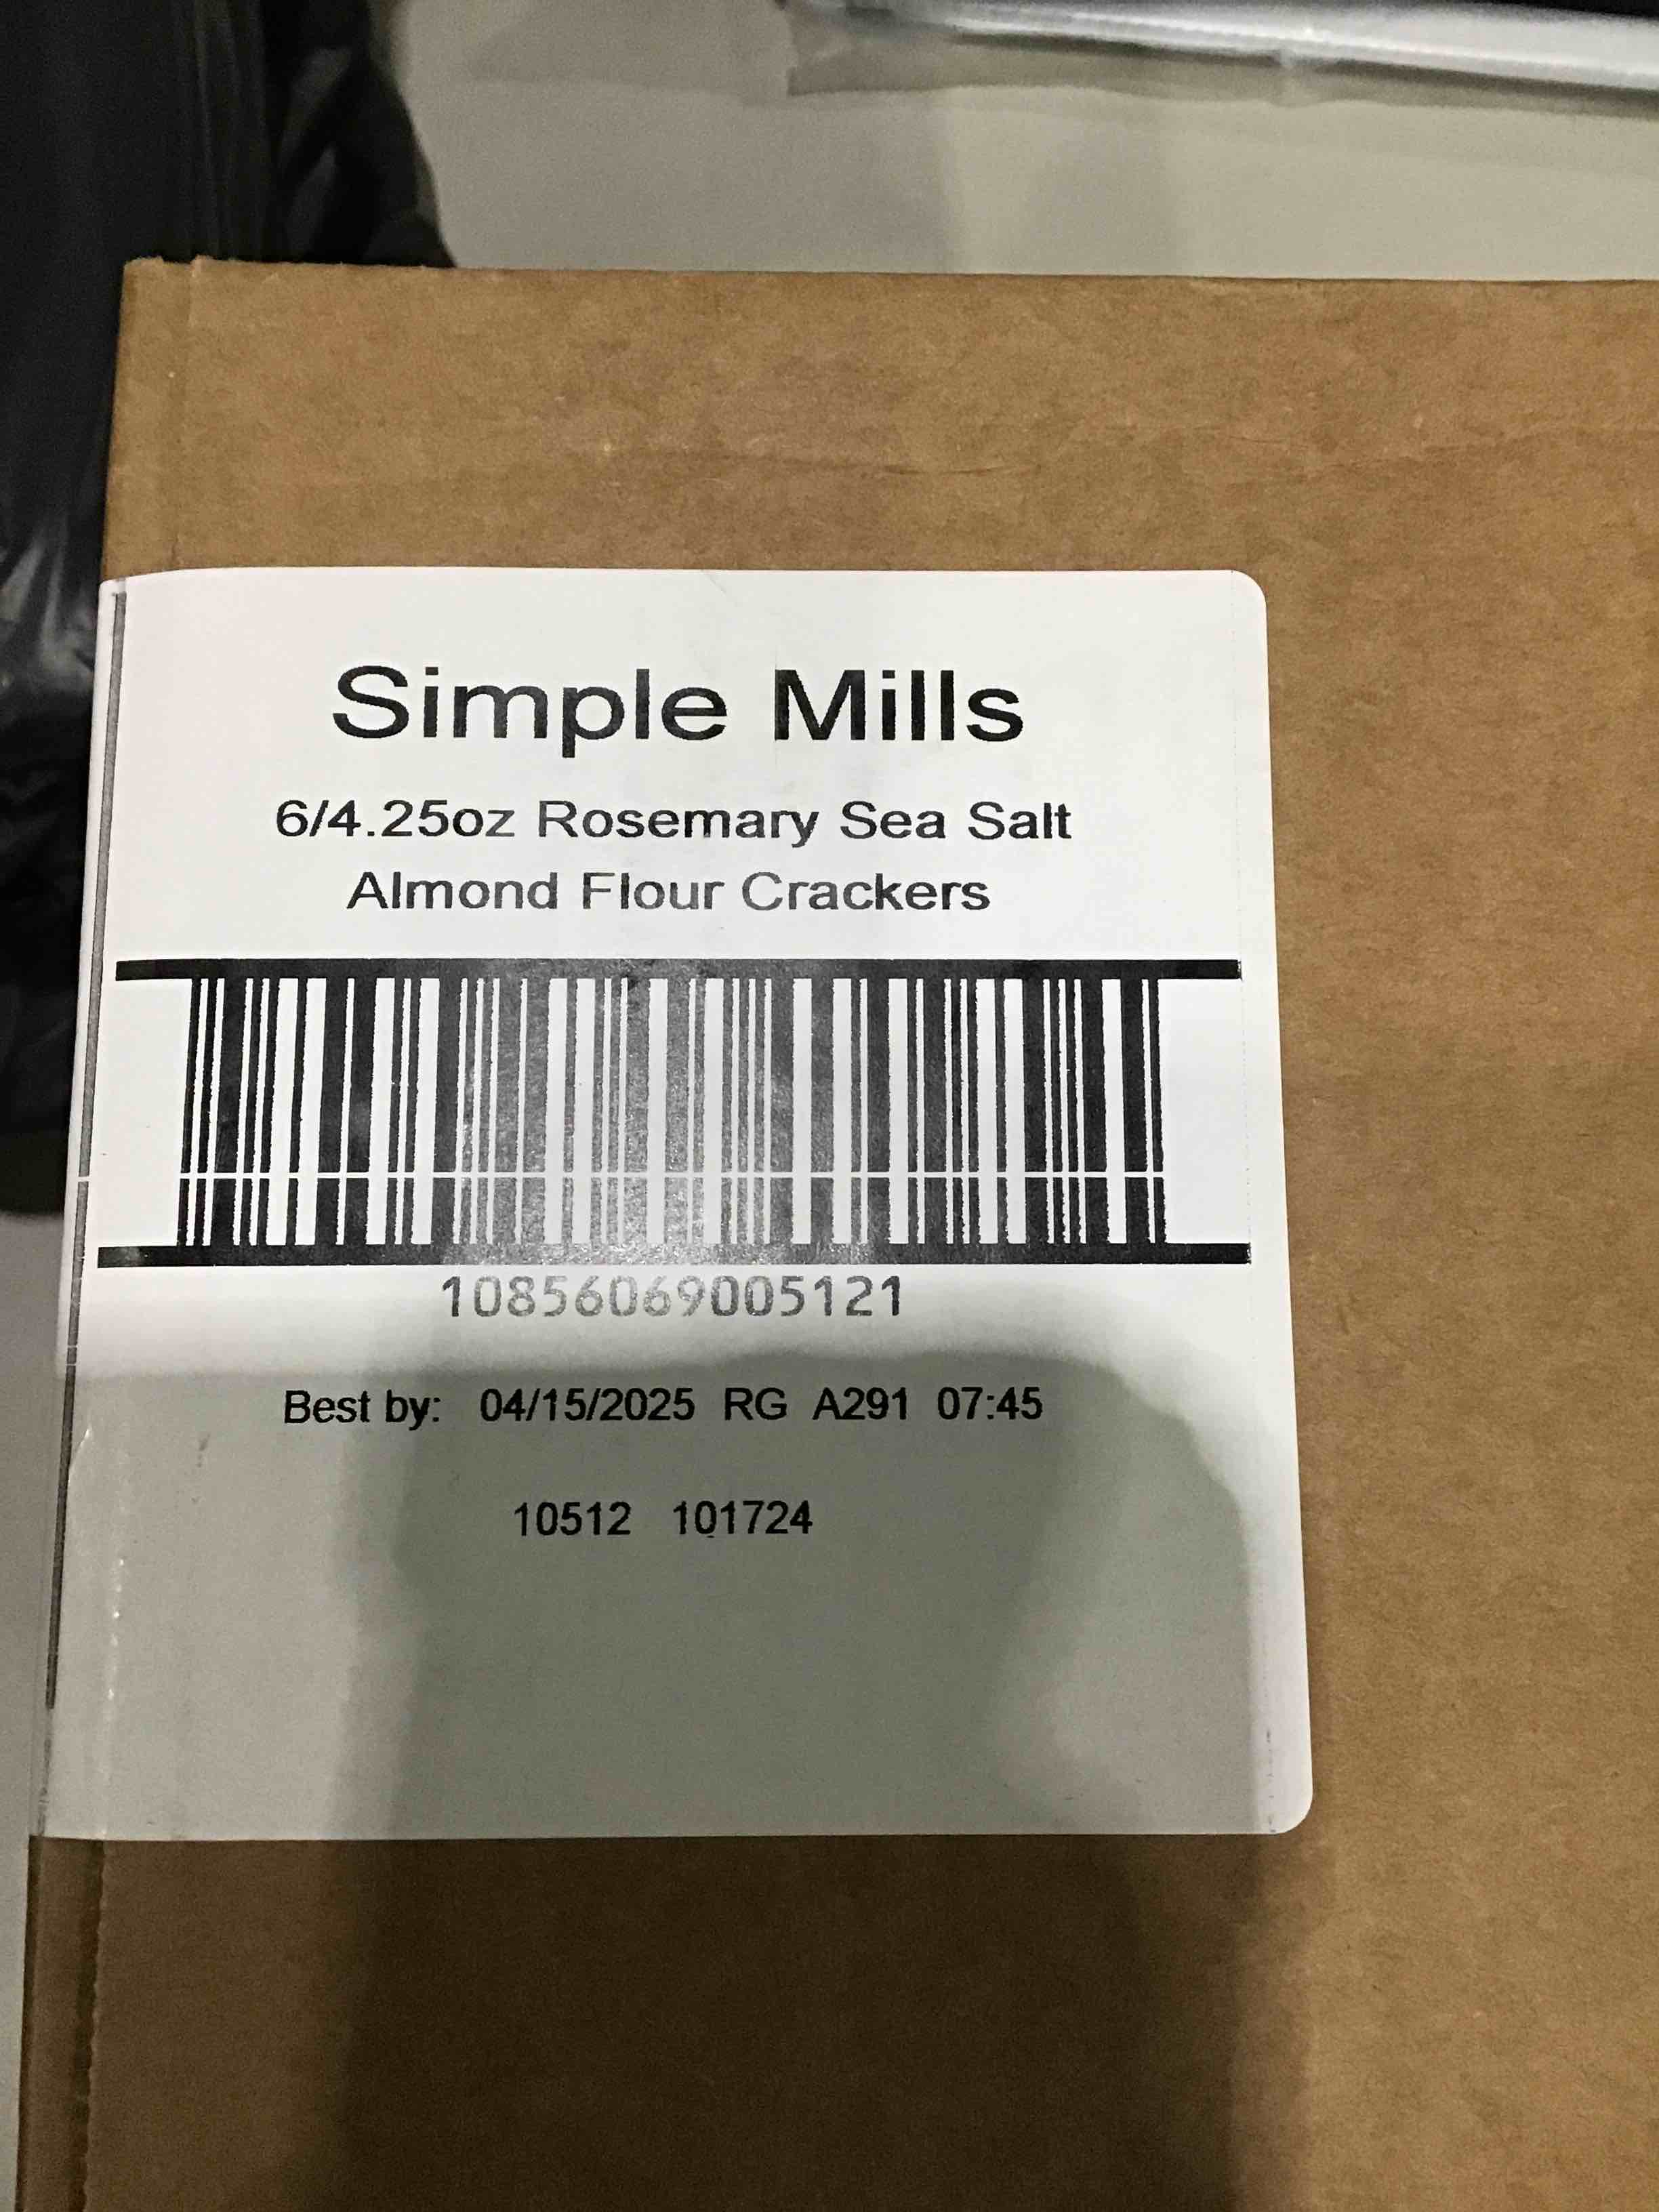 Simple Mills
6/4.25oz Rosemary Sea Salt
Almond Flour Crackers
10856069005121
Best by: 04/15/2025 RG A291 07:45
10512 101724